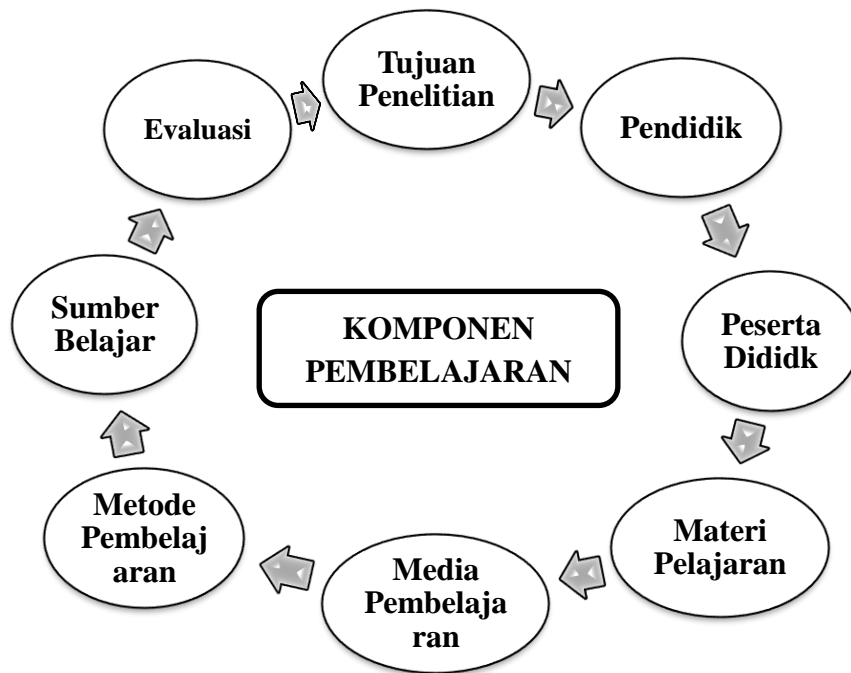 Tujuan
Penelitian
Pendidik
Peserta
Dididk
Materi
Pelajaran
Media
Pembelaja
ran
Metode
Pembelaj
aran
Sumber
Belajar
Evaluasi
KOMPONEN
PEMBELAJARAN